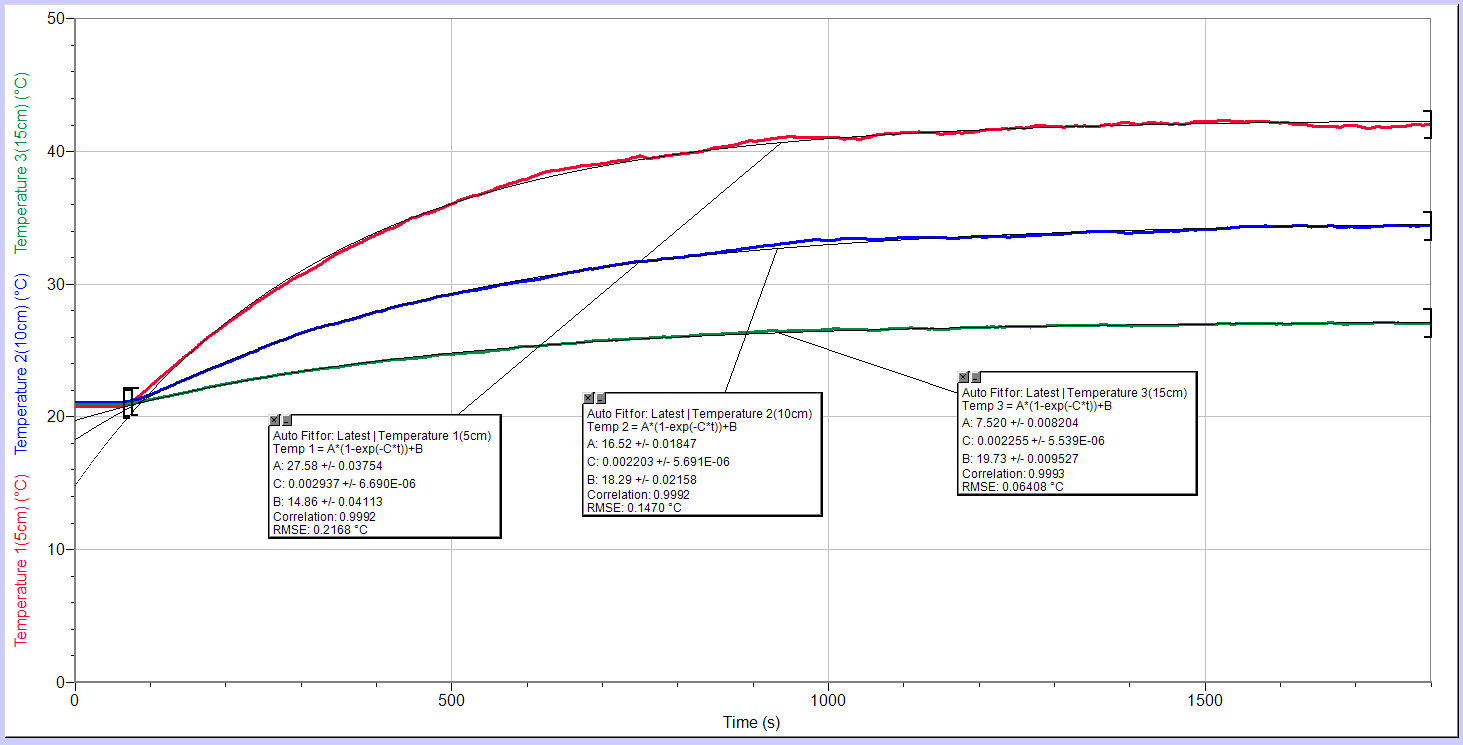 50
40
30
20
10
0
Temperature 1(5cm) (°C)
Temperature 2(10cm) (°C)
Temperature 3(15cm) (°C)
Auto Fit for: Latest | Temperature 1(5cm)
Temp 1 = A*(1-exp(-C*t))+B
A: 27.58 +/- 0.03754
C: 0.002937 +/- 6.690E-06
B: 14.86 +/- 0.04113
Correlation: 0.9992
RMSE: 0.2168 °C
Auto Fit for: Latest | Temperature 2(10cm)
Temp 2 = A*(1-exp(-C*t))+B
A: 16.52 +/- 0.01847
C: 0.002203 +/- 5.691E-06
B: 18.29 +/- 0.02158
Correlation: 0.9992
RMSE: 0.1470 °C
Auto Fit for: Latest | Temperature 3(15cm)
Temp 3 = A*(1-exp(-C*t))+B
A: 7.520 +/- 0.008204
C: 0.002255 +/- 5.539E-06
B: 19.73 +/- 0.009527
Correlation: 0.9993
RMSE: 0.06408 °C
0
500
1000
1500
Time (s)